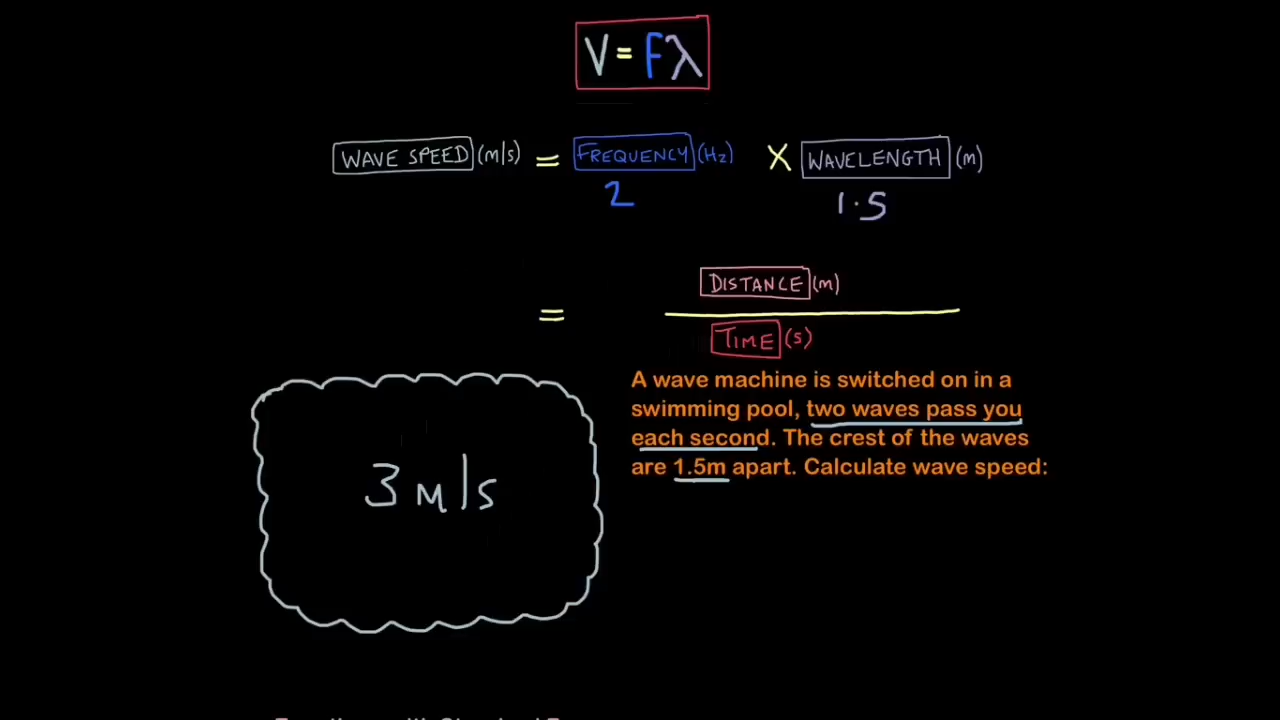 V = Fλ
WAVE SPEED (m/s) = FREQUENCY (Hz) X WAVELENGTH (m)
2 1.5
DISTANCE (m)
=
TIME (s)
A wave machine is switched on in a
swimming pool, two waves pass you
each second. The crest of the waves
are 1.5m apart. Calculate wave speed:
3 m/s